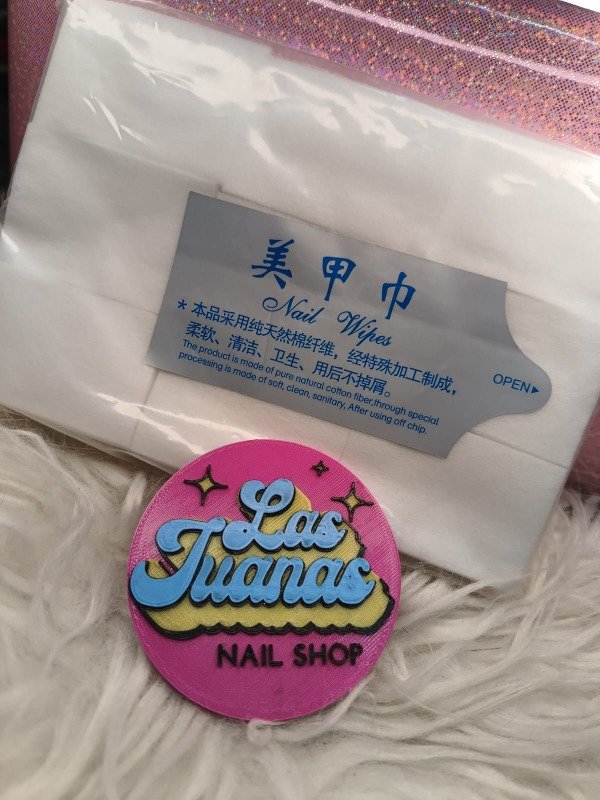 美甲巾
Nail Wipes
* 本品采用纯天然棉纤维，经特殊加工制成，
柔软、清洁、卫生、用后不掉屑。
The product is made of pure natural cotton fiber,through special
processing is made of soft, clean, sanitary, After using off chip.
OPEN▶
Las
Juanas
NAIL SHOP